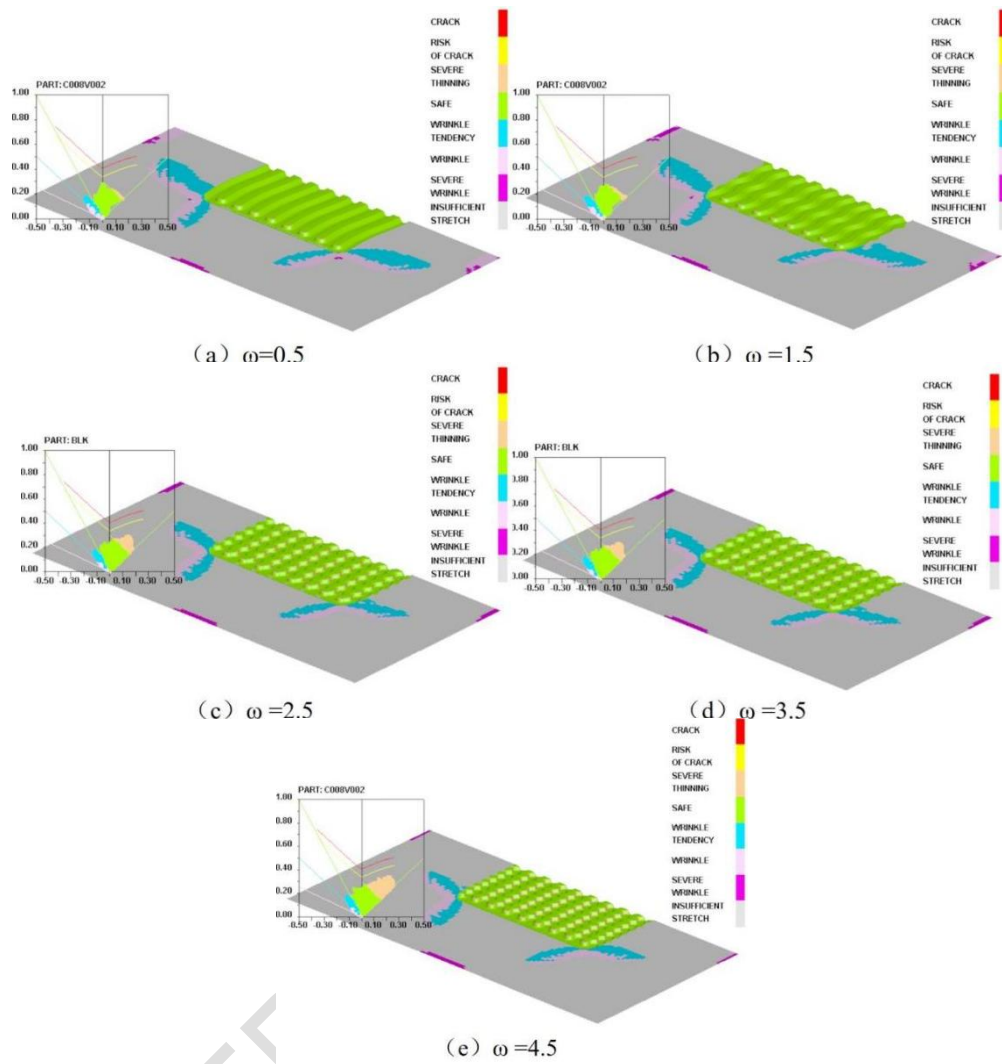 CRACK
RISK
OF CRACK
SEVERE
THINNING
SAFE
WRINKLE
TENDENCY
WRINKLE
SEVERE
WRINKLE
INSUFFICIENT
STRETCH
PART: C008V002
1.00
0.80
0.60
0.40
0.20
0.00
-0.50 -0.30 -0.10 0.10 0.30 0.50
(a) ω=0.5
CRACK
RISK
OF CRACK
SEVERE
THINNING
SAFE
WRINKLE
TENDENCY
WRINKLE
SEVERE
WRINKLE
INSUFFICIENT
STRETCH
PART: C008V002
1.00
0.80
0.60
0.40
0.20
0.00
-0.50 -0.30 -0.10 0.10 0.30 0.50
(b) ω =1.5
CRACK
RISK
OF CRACK
SEVERE
THINNING
SAFE
WRINKLE
TENDENCY
WRINKLE
SEVERE
WRINKLE
INSUFFICIENT
STRETCH
PART: BLK
1.00
0.80
0.60
0.40
0.20
0.00
-0.50 -0.30 -0.10 0.10 0.30 0.50
(c) ω =2.5
CRACK
RISK
OF CRACK
SEVERE
THINNING
SAFE
WRINKLE
TENDENCY
WRINKLE
SEVERE
WRINKLE
INSUFFICIENT
STRETCH
PART: BLK
1.00
0.80
0.60
0.40
0.20
0.00
-0.50 -0.30 -0.10 0.10 0.30 0.50
(d) ω =3.5
CRACK
RISK
OF CRACK
SEVERE
THINNING
SAFE
WRINKLE
TENDENCY
WRINKLE
SEVERE
WRINKLE
INSUFFICIENT
STRETCH
PART: C008V002
1.00
0.80
0.60
0.40
0.20
0.00
-0.50 -0.30 -0.10 0.10 0.30 0.50
(e) ω =4.5